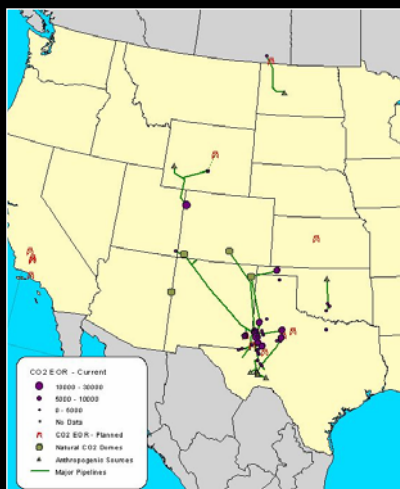 CO2 EOR - Current
10000 - 30000
5000 - 10000
0 - 5000
No Data
CO2 EOR - Planned
Natural CO2 Domes
Anthropogenic Sources
Major Pipelines